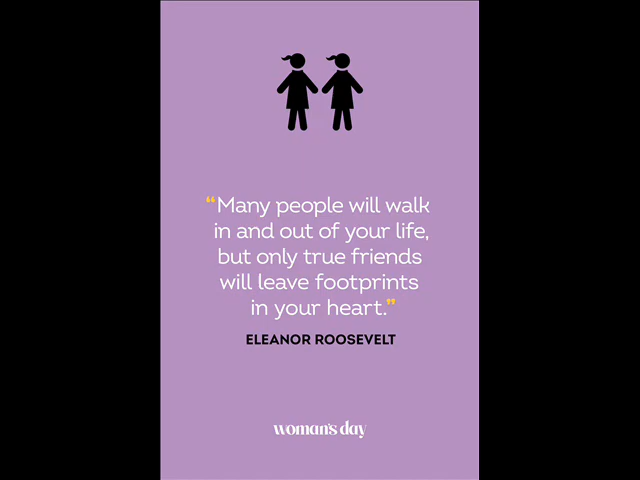 “Many people will walk
in and out of your life,
but only true friends
will leave footprints
in your heart.”
ELEANOR ROOSEVELT
woman's day